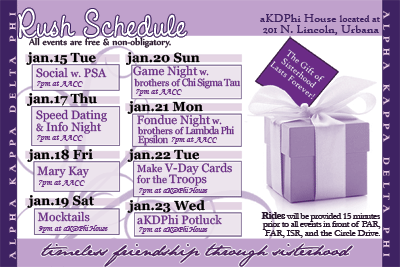 ALPHA KAPPA DELTA PHI
Rush Schedule
All events are free & non-obligatory.
aKDPhi House located at
201 N. Lincoln, Urbana
jan.15 Tue
Social w. PSA
7pm at AACC
jan.17 Thu
Speed Dating
& Info Night
7pm at AACC
jan.18 Fri
Mary Kay
7pm at AACC
jan.19 Sat
Mocktails
9pm at aKDPhi House
jan.20 Sun
Game Night w.
brothers of Chi Sigma Tau
7pm at AACC
jan.21 Mon
Fondue Night w.
brothers of Lambda Phi
Epsilon 7pm at AACC
jan.22 Tue
Make V-Day Cards
for the Troops
7pm at aKDPhi House
jan.23 Wed
aKDPhi Potluck
7pm at aKDPhi House
The Gift of
Sisterhood
Lasts Forever!
Rides will be provided 15 minutes
prior to all events in front of PAR,
FAR, ISR, and the Circle Drive.
timeless friendship through sisterhood
ALPHA KAPPA DELTA PHI